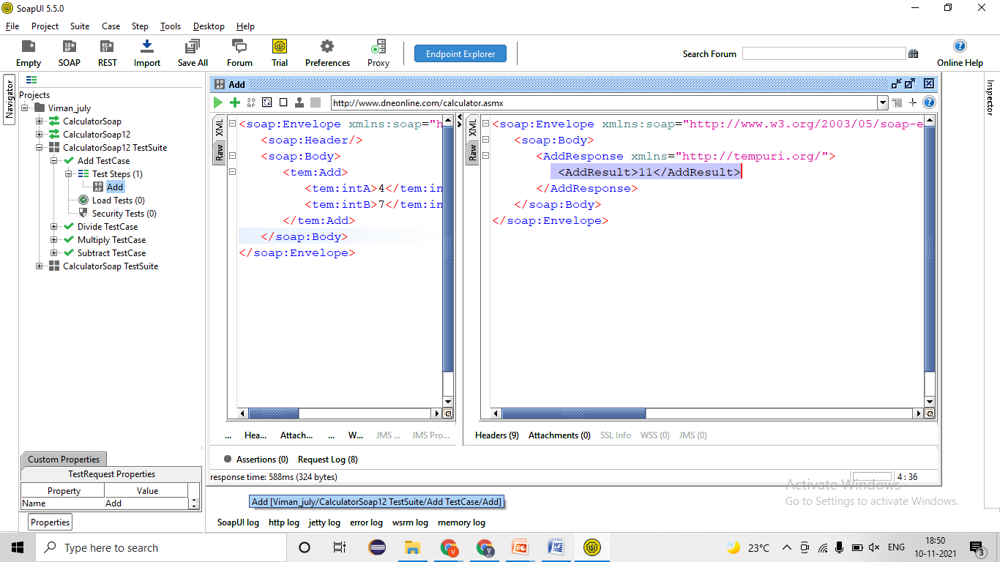 SoapUI 5.5.0
File Project Suite Case Step Tools Desktop Help
Empty SOAP REST Import Save All Forum Trial Preferences Proxy Endpoint Explorer Search Forum Online Help
Navigator
Projects
Viman_july
CalculatorSoap
CalculatorSoap12
CalculatorSoap12 TestSuite
Add TestCase
Test Steps (1)
Add
Load Tests (0)
Security Tests (0)
Divide TestCase
Multiply TestCase
Subtract TestCase
CalculatorSoap TestSuite
Custom Properties
TestRequest Properties
Property Value
Name Add
Properties
Add
http://www.dneonline.com/calculator.asmx
XML
Raw
<soap:Envelope xmlns:soap="h
<soap:Header/>
<soap:Body>
<tem:Add>
<tem:intA>4</tem:in
<tem:intB>7</tem:in
</tem:Add>
</soap:Body>
</soap:Envelope>
XML
Raw
<soap:Envelope xmlns:soap="http://www.w3.org/2003/05/soap-e
<soap:Body>
<AddResponse xmlns="http://tempuri.org/">
<AddResult>11</AddResult>
</AddResponse>
</soap:Body>
</soap:Envelope>
... Hea... Attach... ... W... JMS ... JMS Pro...
Headers (9) Attachments (0) SSL Info WSS (0) JMS (0)
Assertions (0) Request Log (8)
response time: 588ms (324 bytes) 4 : 36
Inspector
Activate Windows
Go to Settings to activate Windows.
Add [Viman_july/CalculatorSoap12 TestSuite/Add TestCase/Add]
SoapUI log http log jetty log error log wsrm log memory log
Type here to search
23°C ENG
18:50
10-11-2021
3